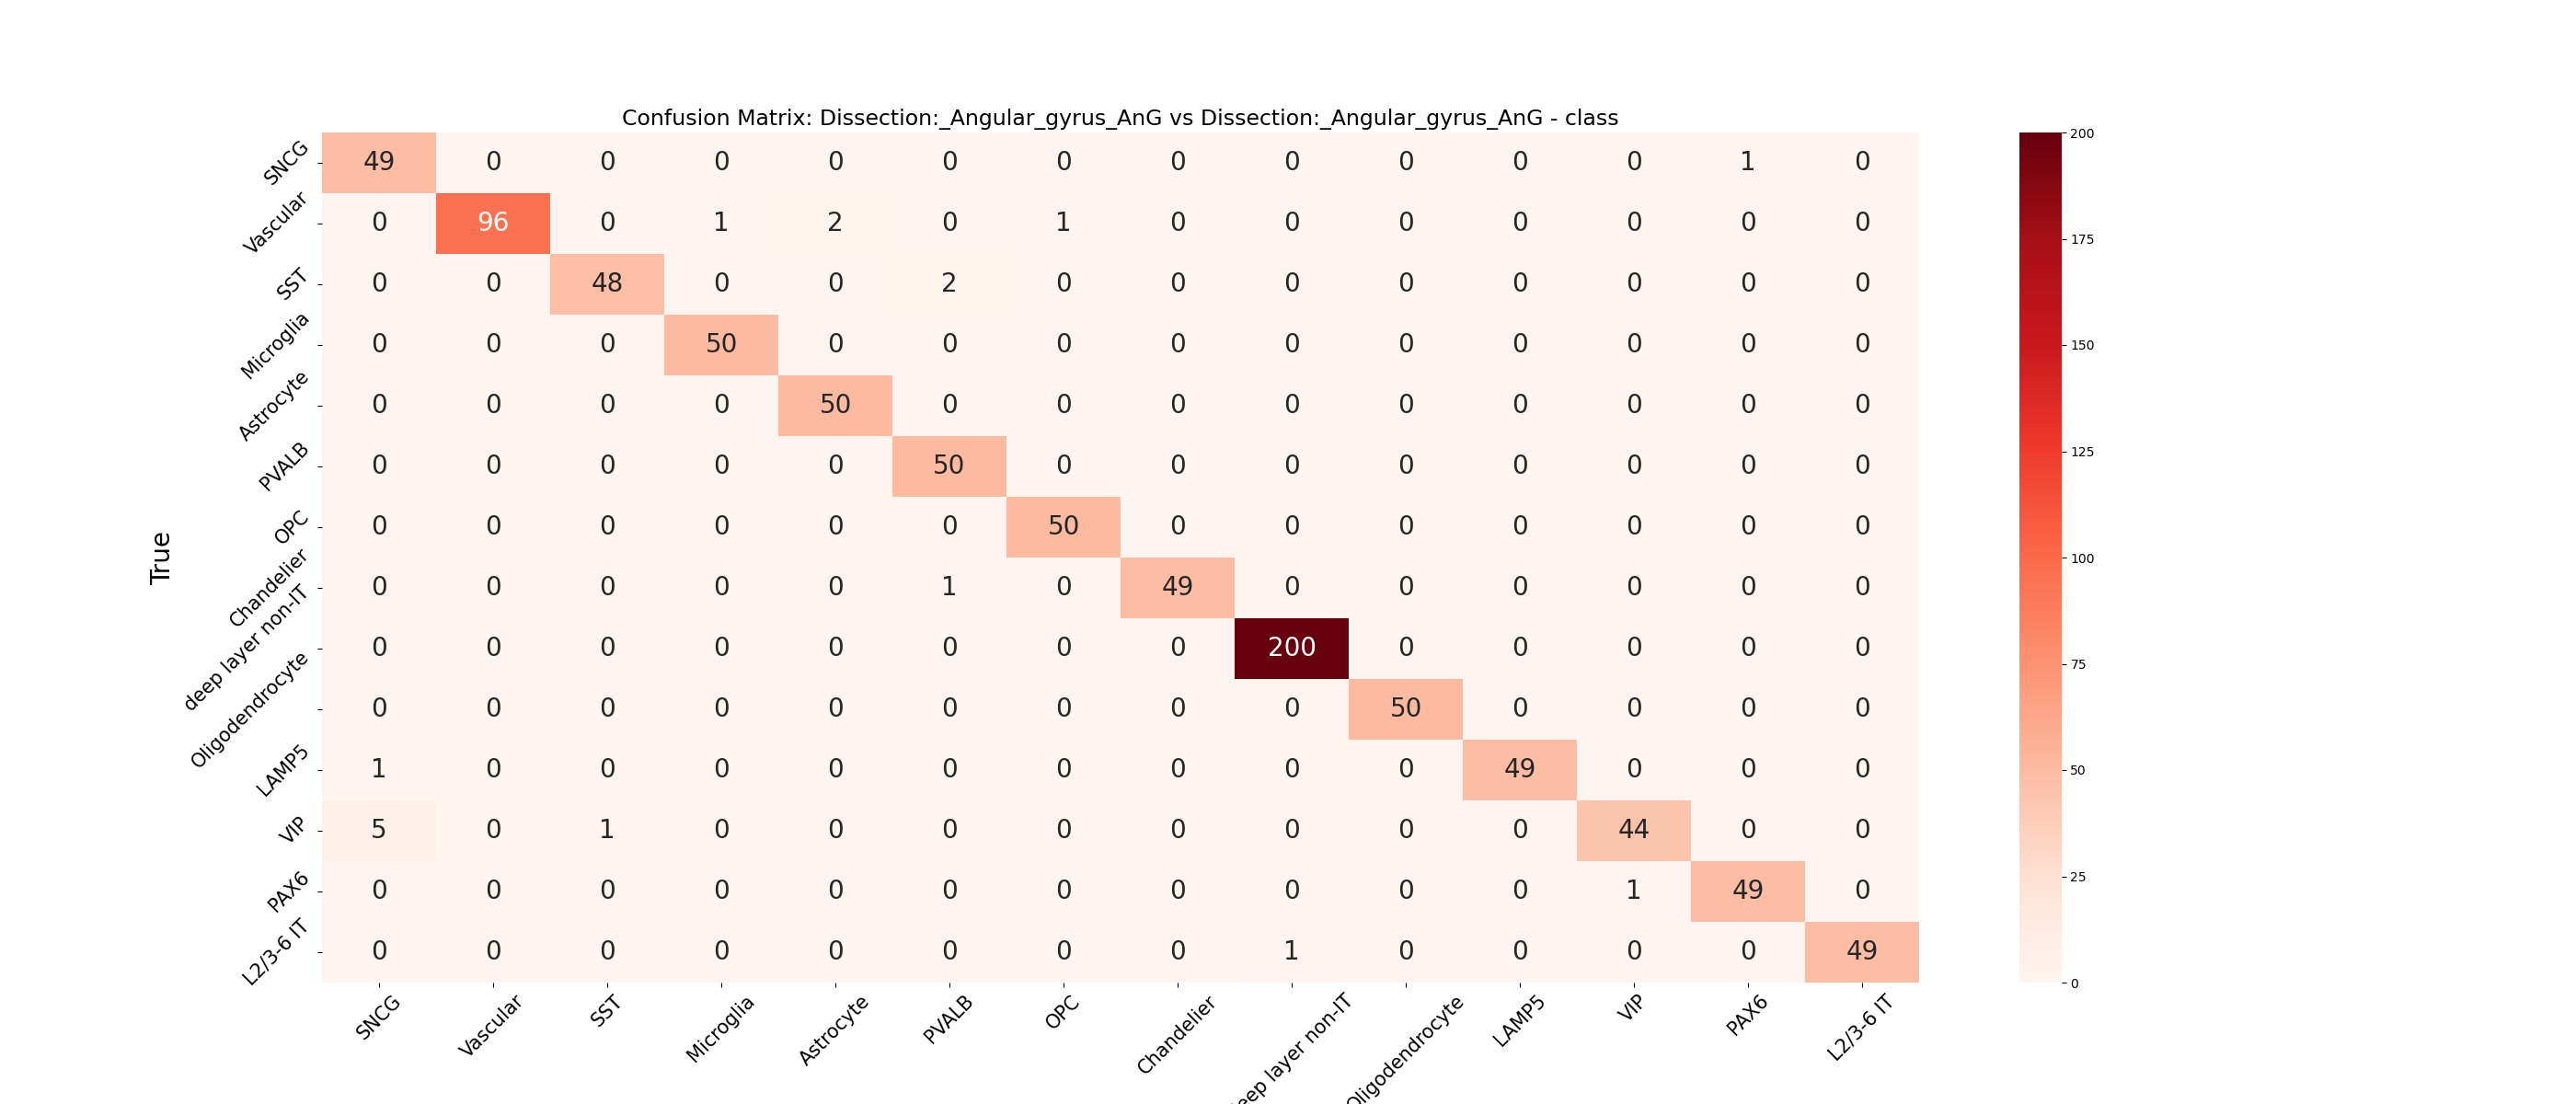 Confusion Matrix: Dissection:_Angular_gyrus_AnG vs Dissection:_Angular_gyrus_AnG - class
True
SNCG 49 0 0 0 0 0 0 0 0 0 0 0 1 0
Vascular 0 96 0 1 2 0 1 0 0 0 0 0 0 0
SST 0 0 48 0 0 2 0 0 0 0 0 0 0 0
Microglia 0 0 0 50 0 0 0 0 0 0 0 0 0 0
Astrocyte 0 0 0 0 50 0 0 0 0 0 0 0 0 0
PVALB 0 0 0 0 0 50 0 0 0 0 0 0 0 0
OPC 0 0 0 0 0 0 50 0 0 0 0 0 0 0
Chandelier 0 0 0 0 0 1 0 49 0 0 0 0 0 0
deep layer non-IT 0 0 0 0 0 0 0 0 200 0 0 0 0 0
Oligodendrocyte 0 0 0 0 0 0 0 0 0 50 0 0 0 0
LAMP5 1 0 0 0 0 0 0 0 0 0 49 0 0 0
VIP 5 0 1 0 0 0 0 0 0 0 0 44 0 0
PAX6 0 0 0 0 0 0 0 0 0 0 0 1 49 0
L2/3-6 IT 0 0 0 0 0 0 0 0 1 0 0 0 0 49
SNCG Vascular SST Microglia Astrocyte PVALB OPC Chandelier eep layer non-IT Oligodendrocyte LAMP5 VIP PAX6 L2/3-6 IT
200
175
150
125
100
75
50
25
0